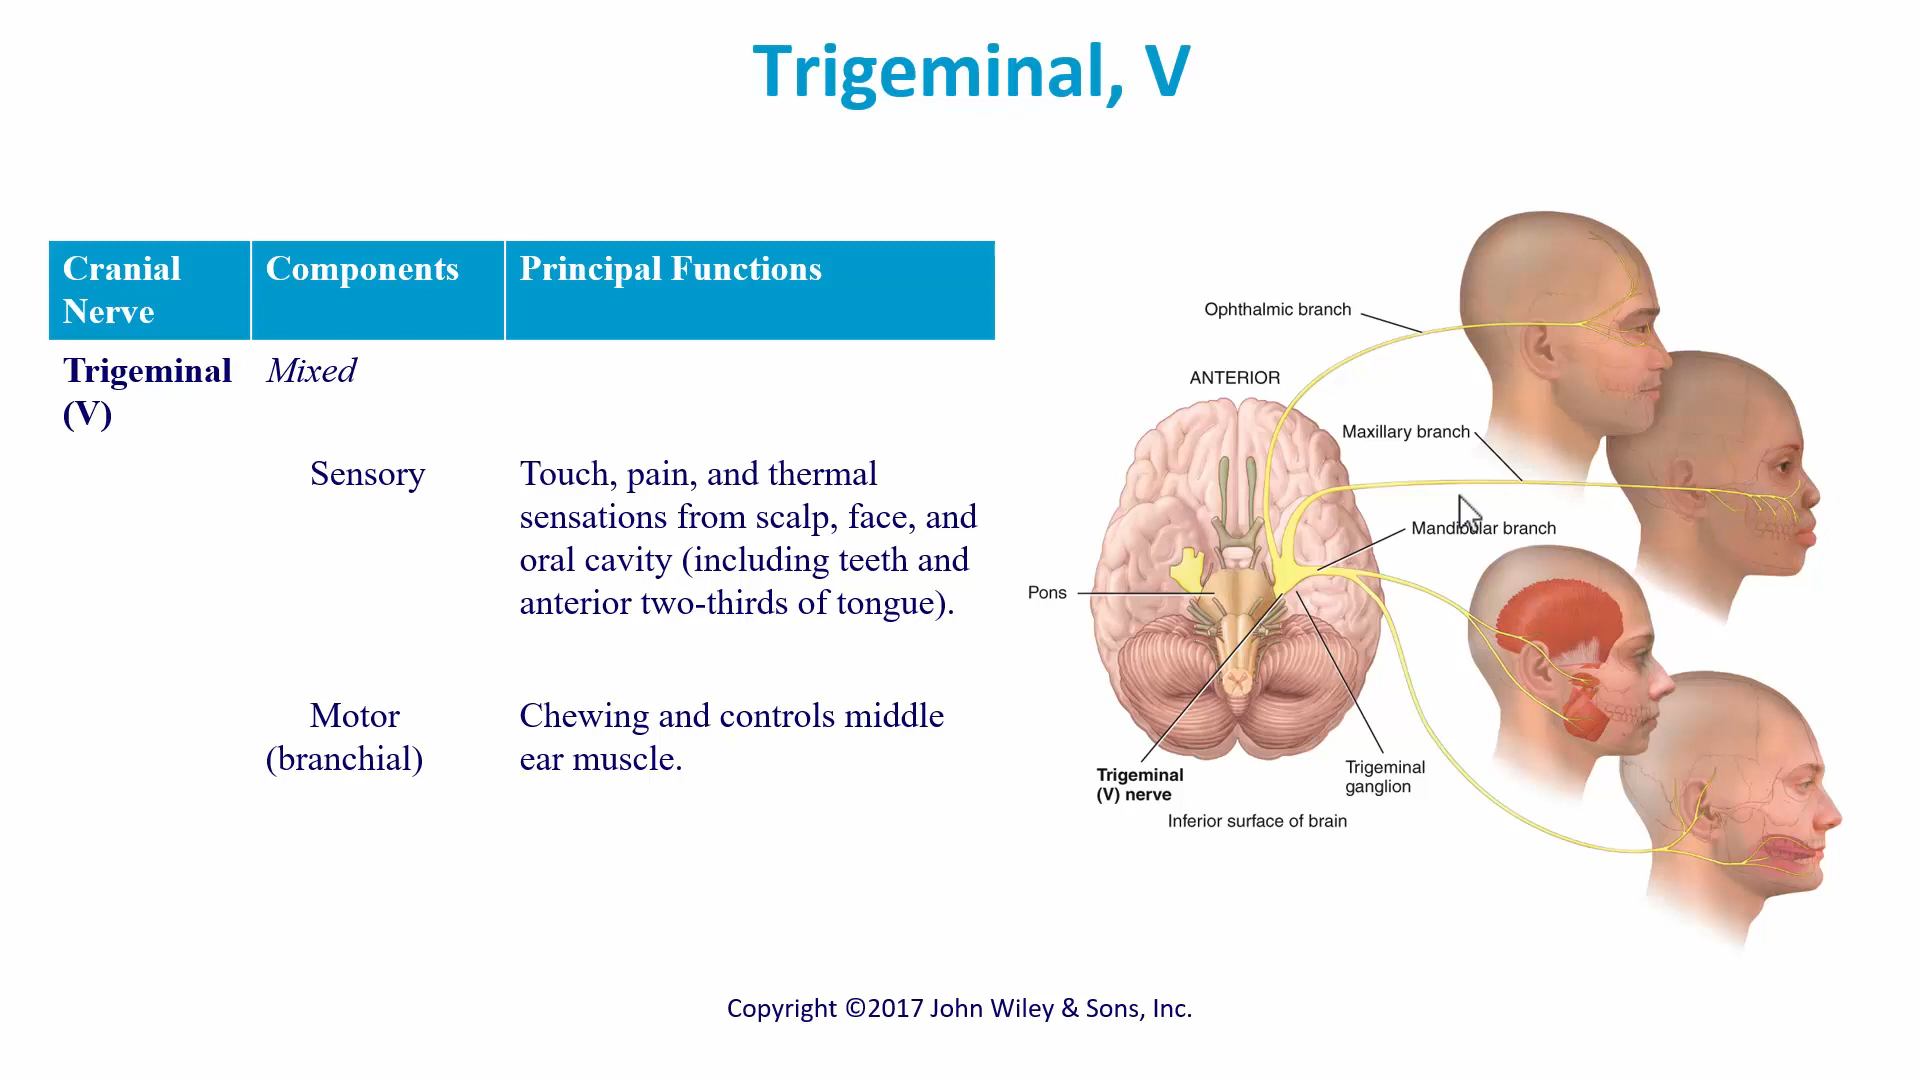 Trigeminal, V
Cranial
Nerve
Components
Principal Functions
Trigeminal
(V)
Mixed
Sensory
Touch, pain, and thermal
sensations from scalp, face, and
oral cavity (including teeth and
anterior two-thirds of tongue).
Motor
(branchial)
Chewing and controls middle
ear muscle.
Ophthalmic branch
ANTERIOR
Maxillary branch
Mandibular branch
Pons
Trigeminal
(V) nerve
Trigeminal
ganglion
Inferior surface of brain
Copyright ©2017 John Wiley & Sons, Inc.